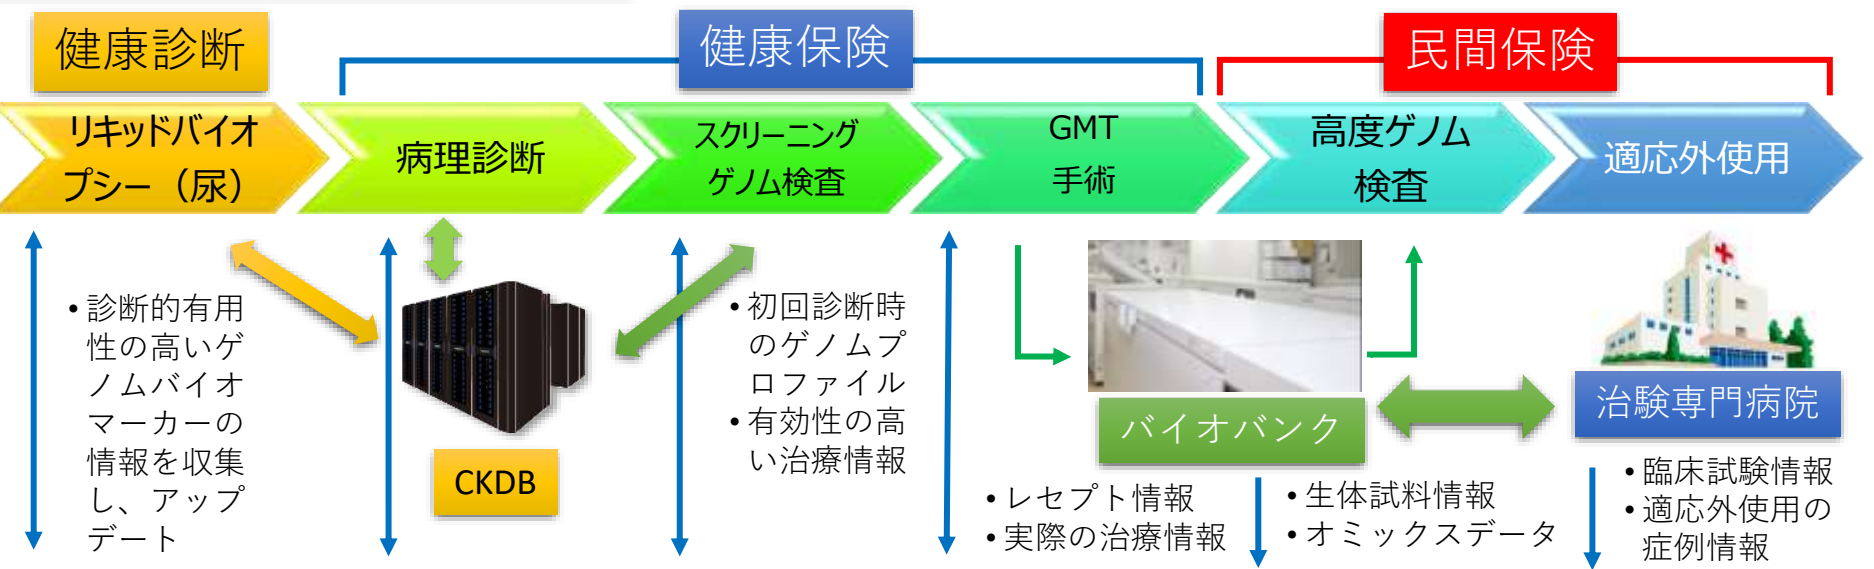 健康診断
健康保険
民間保険
リキッドバイオ
プシー（尿）
病理診断
スクリーニング
ゲノム検査
GMT
手術
高度ゲノム
検査
適応外使用
•診断的有用
性の高いゲ
ノムバイオ
マーカーの
情報を収集
し、アップ
デート
CKDB
•初回診断時
のゲノムプ
ロファイル
•有効性の高
い治療情報
バイオバンク
•レセプト情報
•実際の治療情報
•生体試料情報
•オミックスデータ
治験専門病院
•臨床試験情報
•適応外使用の
症例情報